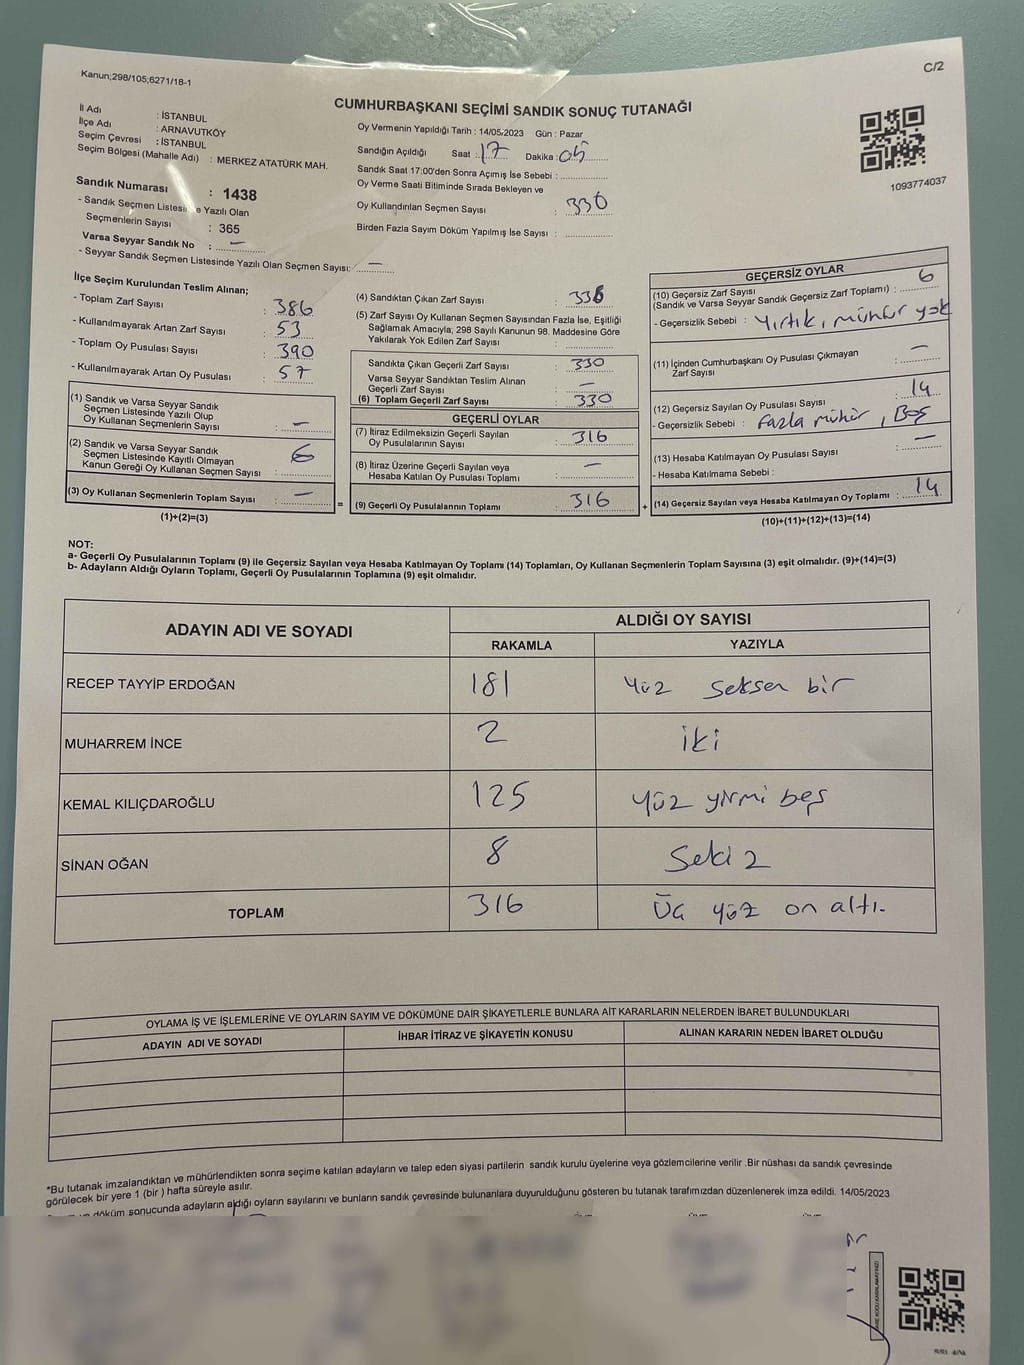 Kanun;298/105;6271/18-1
C/2
CUMHURBAŞKANI SEÇİMİ SANDIK SONUÇ TUTANAĞI
İl Adı : İSTANBUL
İlçe Adı : ARNAVUTKÖY
Seçim Çevresi : İSTANBUL
Seçim Bölgesi (Mahalle Adı) : MERKEZ ATATÜRK MAH.
Sandık Numarası : 1438
- Sandık Seçmen Listesi e Yazılı Olan
Seçmenlerin Sayısı : 365
Varsa Seyyar Sandık No : —
- Seyyar Sandık Seçmen Listesinde Yazılı Olan Seçmen Sayısı: —
Oy Vermenin Yapıldığı Tarih : 14/05/2023 Gün : Pazar
Sandığın Açıldığı Saat : 17 Dakika : 05
Sandık Saat 17:00'den Sonra Açımış İse Sebebi :
Oy Verme Saati Bitiminde Sırada Bekleyen ve
Oy Kullandırılan Seçmen Sayısı : 336
Birden Fazla Sayım Döküm Yapılmış İse Sayısı :
1093774037
İlçe Seçim Kurulundan Teslim Alınan;
- Toplam Zarf Sayısı : 386
- Kullanılmayarak Artan Zarf Sayısı : 53
- Toplam Oy Pusulası Sayısı : 390
- Kullanılmayarak Artan Oy Pusulası : 57
(1) Sandık ve Varsa Seyyar Sandık
Seçmen Listesinde Yazılı Olup
Oy Kullanan Seçmenlerin Sayısı : —
(2) Sandık ve Varsa Seyyar Sandık
Seçmen Listesinde Kayıtlı Olmayan
Kanun Gereği Oy Kullanan Seçmen Sayısı : 6
(3) Oy Kullanan Seçmenlerin Toplam Sayısı : —
(1)+(2)=(3)
(4) Sandıktan Çıkan Zarf Sayısı : 336
(5) Zarf Sayısı Oy Kullanan Seçmen Sayısından Fazla İse, Eşitliği
Sağlamak Amacıyla; 298 Sayılı Kanunun 98. Maddesine Göre
Yakılarak Yok Edilen Zarf Sayısı :
Sandıkta Çıkan Geçerli Zarf Sayısı : 330
Varsa Seyyar Sandıktan Teslim Alınan
Geçerli Zarf Sayısı : —
(6) Toplam Geçerli Zarf Sayısı : 330
GEÇERLİ OYLAR
(7) İtiraz Edilmeksizin Geçerli Sayılan
Oy Pusulalarının Sayısı : 316
(8) İtiraz Üzerine Geçerli Sayılan veya
Hesaba Katılan Oy Pusulası Toplamı : —
= (9) Geçerli Oy Pusulalarının Toplamı : 316
GEÇERSİZ OYLAR
(10) Geçersiz Zarf Sayısı
(Sandık ve Varsa Seyyar Sandık Geçersiz Zarf Toplamı) : 6
- Geçersizlik Sebebi : Yırtık, mühür yok
(11) İçinden Cumhurbaşkanı Oy Pusulası Çıkmayan
Zarf Sayısı : —
(12) Geçersiz Sayılan Oy Pusulası Sayısı : 14
- Geçersizlik Sebebi : Fazla mühür, Boş
(13) Hesaba Katılmayan Oy Pusulası Sayısı : —
- Hesaba Katılmama Sebebi :
+ (14) Geçersiz Sayılan veya Hesaba Katılmayan Oy Toplamı : 14
(10)+(11)+(12)+(13)=(14)
NOT:
a- Geçerli Oy Pusulalarının Toplamı (9) ile Geçersiz Sayılan veya Hesaba Katılmayan Oy Toplamı (14) Toplamları, Oy Kullanan Seçmenlerin Toplam Sayısına (3) eşit olmalıdır. (9)+(14)=(3)
b- Adayların Aldığı Oyların Toplamı, Geçerli Oy Pusulalarının Toplamına (9) eşit olmalıdır.
ADAYIN ADI VE SOYADI ALDIĞI OY SAYISI
RAKAMLA YAZIYLA
RECEP TAYYİP ERDOĞAN 181 Yüz seksen bir
MUHARREM İNCE 2 iki
KEMAL KILIÇDAROĞLU 125 Yüz yirmi beş
SİNAN OĞAN 8 Sekiz
TOPLAM 316 Üç yüz on altı.
OYLAMA İŞ VE İŞLEMLERİNE VE OYLARIN SAYIM VE DÖKÜMÜNE DAİR ŞİKAYETLERLE BUNLARA AİT KARARLARIN NELERDEN İBARET BULUNDUKLARI
ADAYIN ADI VE SOYADI İHBAR İTİRAZ VE ŞİKAYETİN KONUSU ALINAN KARARIN NEDEN İBARET OLDUĞU
*Bu tutanak imzalandıktan ve mühürlendikten sonra seçime katılan adayların ve talep eden siyasi partilerin sandık kurulu üyelerine veya gözlemcilerine verilir .Bir nüshası da sandık çevresinde
görülecek bir yere 1 (bir ) hafta süreyle asılır.
döküm sonucunda adayların aldığı oyların sayılarını ve bunların sandık çevresinde bulunanlara duyurulduğunu gösteren bu tutanak tarafımızdan düzenlenerek imza edildi. 14/05/2023